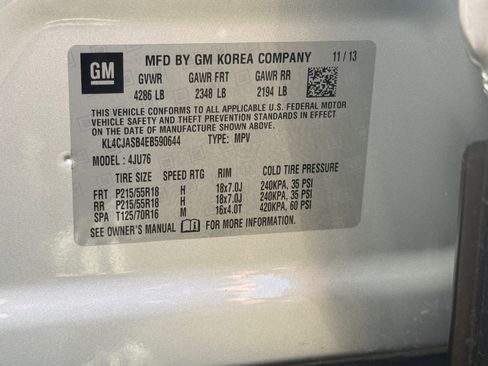 GM MFD BY GM KOREA COMPANY 11 / 13
GVWR GAWR FRT GAWR RR
4286 LB 2348 LB 2194 LB
THIS VEHICLE CONFORMS TO ALL APPLICABLE U.S. FEDERAL MOTOR
VEHICLE SAFETY AND THEFT PREVENTION STANDARDS IN EFFECT ON
THE DATE OF MANUFACTURE SHOWN ABOVE.
KL4CJASB4EB590644 TYPE: MPV
MODEL : 4JU76
TIRE SIZE SPEED RTG RIM COLD TIRE PRESSURE
FRT P215/55R18 H 18x7.0J 240KPA, 35 PSI
RR P215/55R18 H 18x7.0J 240KPA, 35 PSI
SPA T125/70R16 M 16x4.0T 420KPA, 60 PSI
SEE OWNER'S MANUAL FOR MORE INFORMATION.